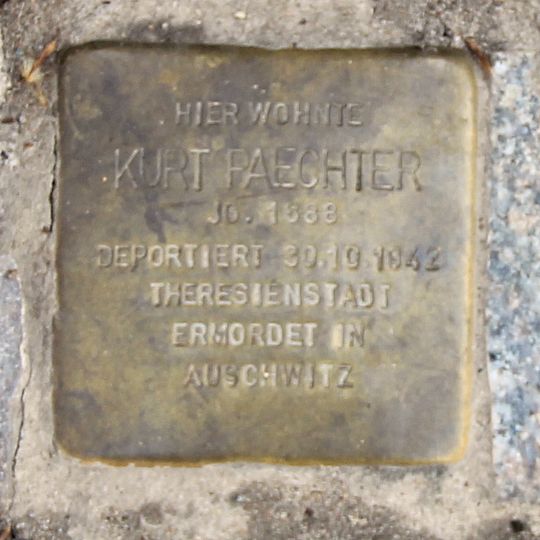 HIER WOHNTE
KURT PAECHTER
JG. 1888
DEPORTIERT 30.10.1942
THERESIENSTADT
ERMORDET IN
AUSCHWITZ